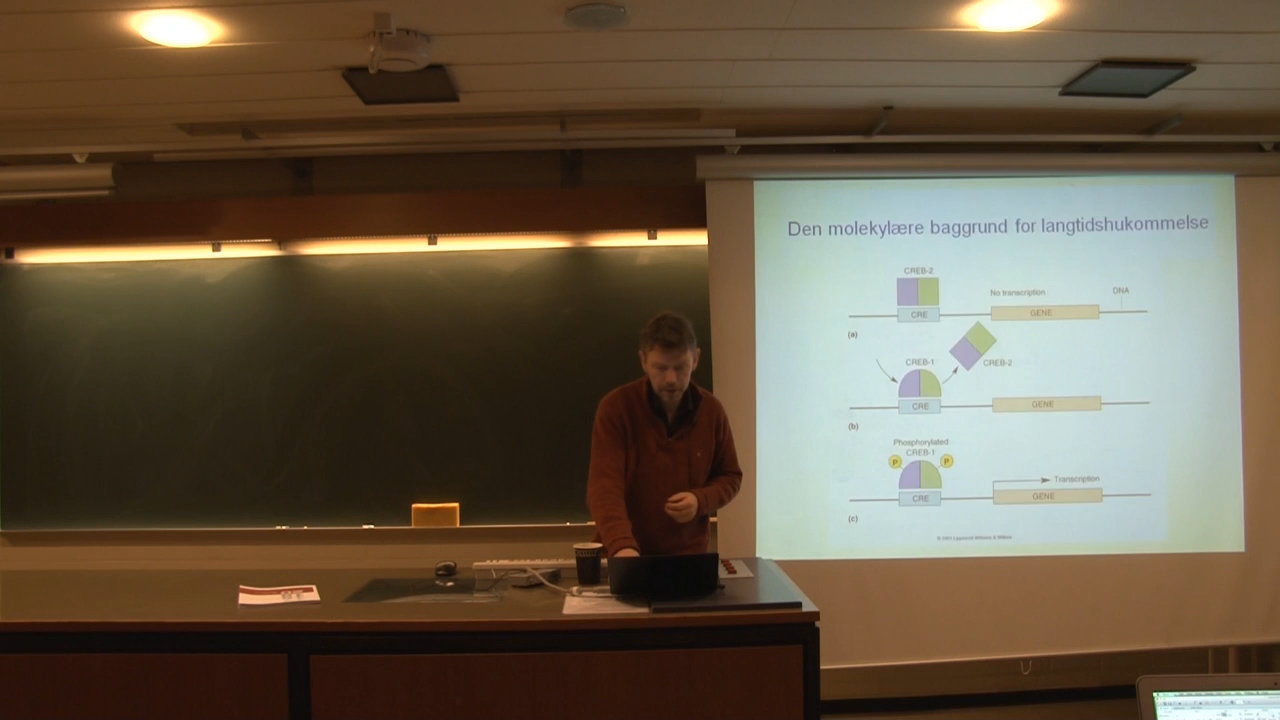 Den molekylære baggrund for langtidshukommelse
CREB-2
No transcription
DNA
CRE
GENE
(a)
CREB-1
CREB-2
CRE
GENE
(b)
Phosphorylated
CREB-1
P
P
Transcription
CRE
GENE
(c)